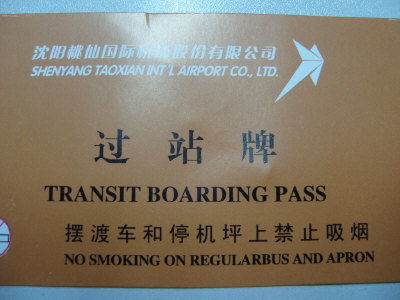 沈阳桃仙国际机场股份有限公司
SHENYANG TAOXIAN INT'L AIRPORT CO., LTD.
过站牌
TRANSIT BOARDING PASS
摆渡车和停机坪上禁止吸烟
NO SMOKING ON REGULARBUS AND APRON